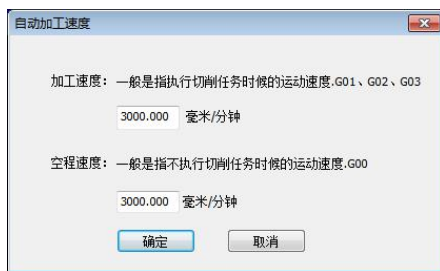 自动加工速度
加工速度：一般是指执行切削任务时候的运动速度.G01、G02、G03
3000.000 毫米/分钟
空程速度：一般是指不执行切削任务时候的运动速度.G00
3000.000 毫米/分钟
确定 取消